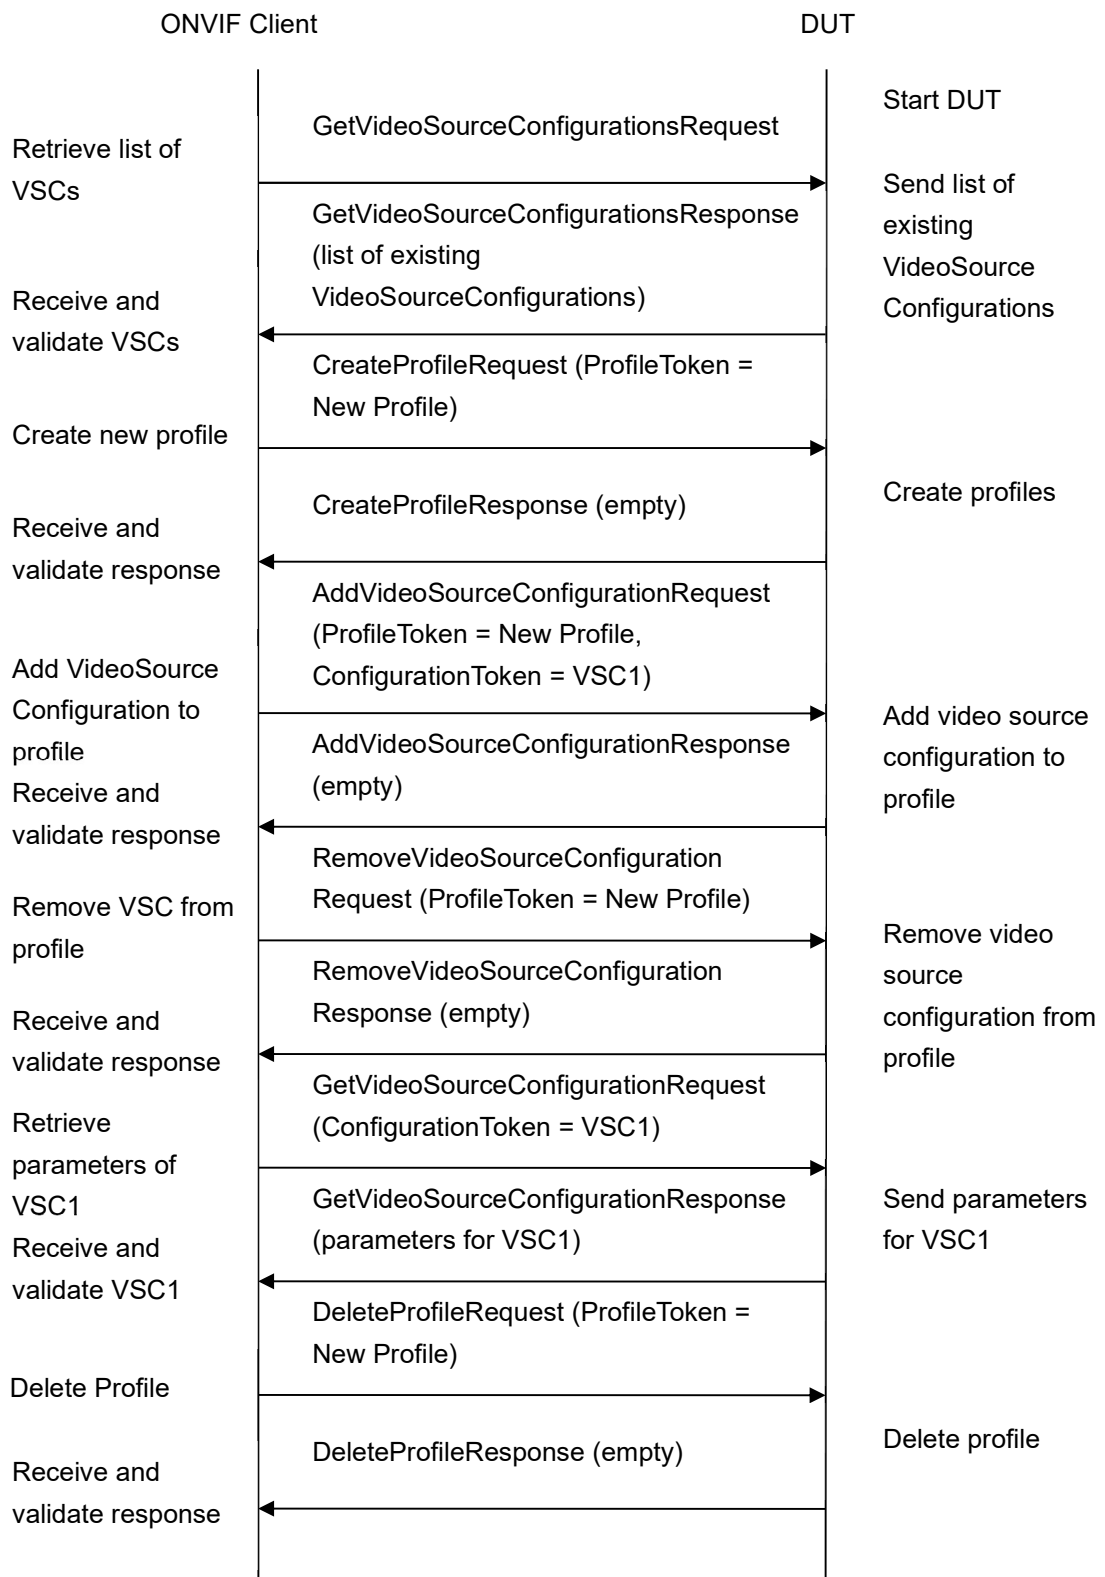 ONVIF Client
DUT
Start DUT
GetVideoSourceConfigurationsRequest
Retrieve list of
VSCs
Send list of
existing
VideoSource
Configurations
GetVideoSourceConfigurationsResponse
(list of existing
VideoSourceConfigurations)
Receive and
validate VSCs
CreateProfileRequest (ProfileToken =
New Profile)
Create new profile
Create profiles
CreateProfileResponse (empty)
Receive and
validate response
AddVideoSourceConfigurationRequest
(ProfileToken = New Profile,
ConfigurationToken = VSC1)
Add VideoSource
Configuration to
profile
Add video source
configuration to
profile
AddVideoSourceConfigurationResponse
(empty)
Receive and
validate response
RemoveVideoSourceConfiguration
Request (ProfileToken = New Profile)
Remove VSC from
profile
Remove video
source
configuration from
profile
RemoveVideoSourceConfiguration
Response (empty)
Receive and
validate response
GetVideoSourceConfigurationRequest
(ConfigurationToken = VSC1)
Retrieve
parameters of
VSC1
Send parameters
for VSC1
GetVideoSourceConfigurationResponse
(parameters for VSC1)
Receive and
validate VSC1
DeleteProfileRequest (ProfileToken =
New Profile)
Delete Profile
Delete profile
DeleteProfileResponse (empty)
Receive and
validate response